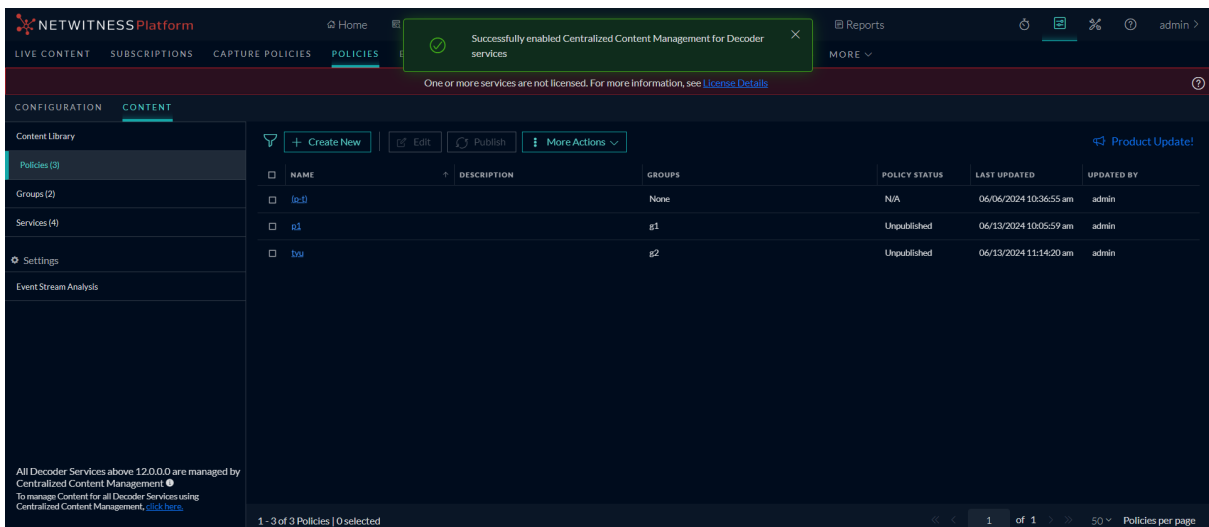 NETWITNESS Platform
Home
Reports
admin >
Successfully enabled Centralized Content Management for Decoder
services
LIVE CONTENT SUBSCRIPTIONS CAPTURE POLICIES POLICIES
MORE
One or more services are not licensed. For more information, see License Details
CONFIGURATION CONTENT
Content Library
Policies (3)
Groups (2)
Services (4)
Settings
Event Stream Analysis
+ Create New Edit Publish More Actions
Product Update!
NAME ↑ DESCRIPTION GROUPS POLICY STATUS LAST UPDATED UPDATED BY
(p-t) None N/A 06/06/2024 10:36:55 am admin
p1 g1 Unpublished 06/13/2024 10:05:59 am admin
tyu g2 Unpublished 06/13/2024 11:14:20 am admin
All Decoder Services above 12.0.0.0 are managed by
Centralized Content Management
To manage Content for all Decoder Services using
Centralized Content Management, click here.
1 - 3 of 3 Policies | 0 selected
<< < 1 of 1 > >> 50 Policies per page